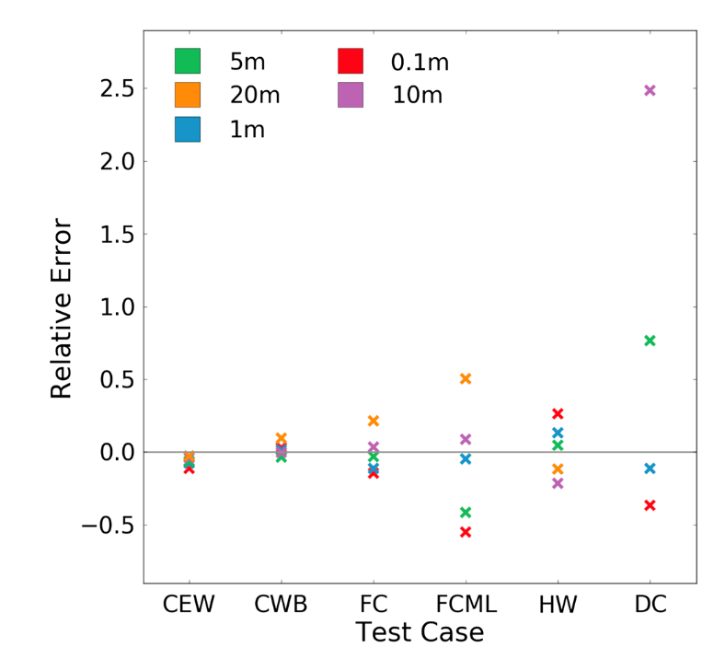 5m
20m
1m
0.1m
10m
2.5
2.0
1.5
1.0
0.5
0.0
−0.5
Relative Error
CEW CWB FC FCML HW DC
Test Case